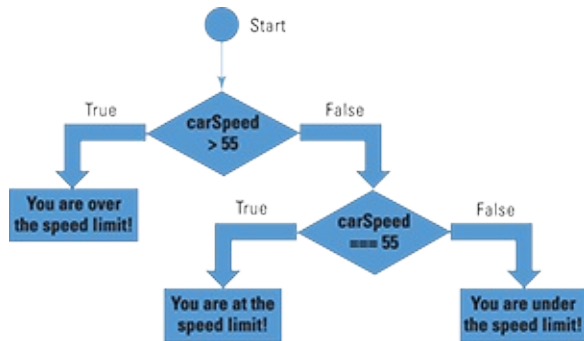 Start
True
False
carSpeed
> 55
You are over
the speed limit!
True
False
carSpeed
=== 55
You are at the
speed limit!
You are under
the speed limit!